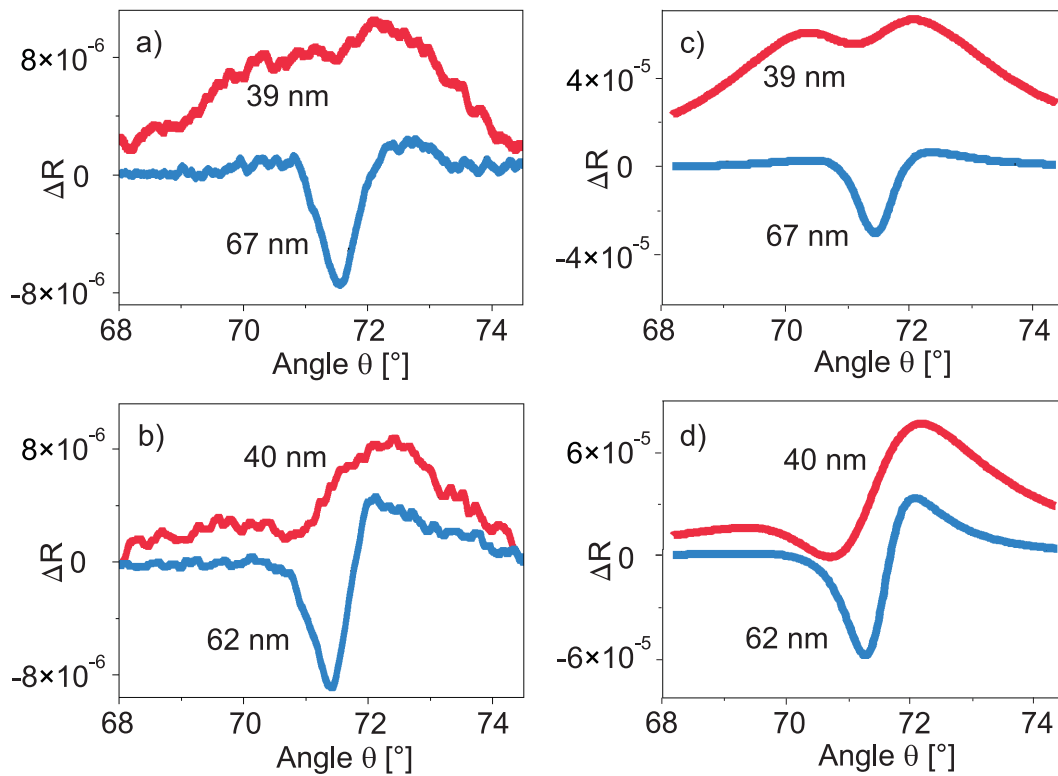 a)
8×10⁻⁶
39 nm
ΔR
0
67 nm
-8×10⁻⁶
68 70 72 74
Angle θ [°]
c)
4×10⁻⁵
39 nm
ΔR
0
67 nm
-4×10⁻⁵
68 70 72 74
Angle θ [°]
b)
8×10⁻⁶
40 nm
ΔR
0
62 nm
-8×10⁻⁶
68 70 72 74
Angle θ [°]
d)
6×10⁻⁵
40 nm
ΔR
0
62 nm
-6×10⁻⁵
68 70 72 74
Angle θ [°]